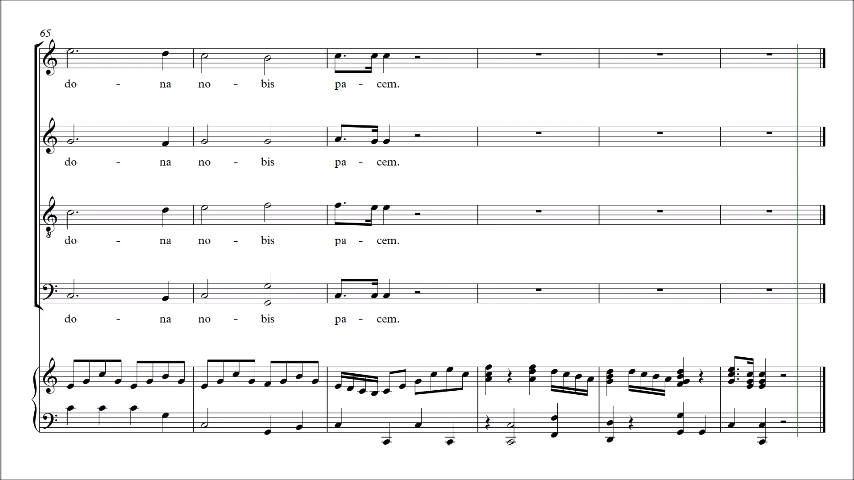 65
do - na no - bis pa - cem.
do - na no - bis pa - cem.
do - na no - bis pa - cem.
do - na no - bis pa - cem.